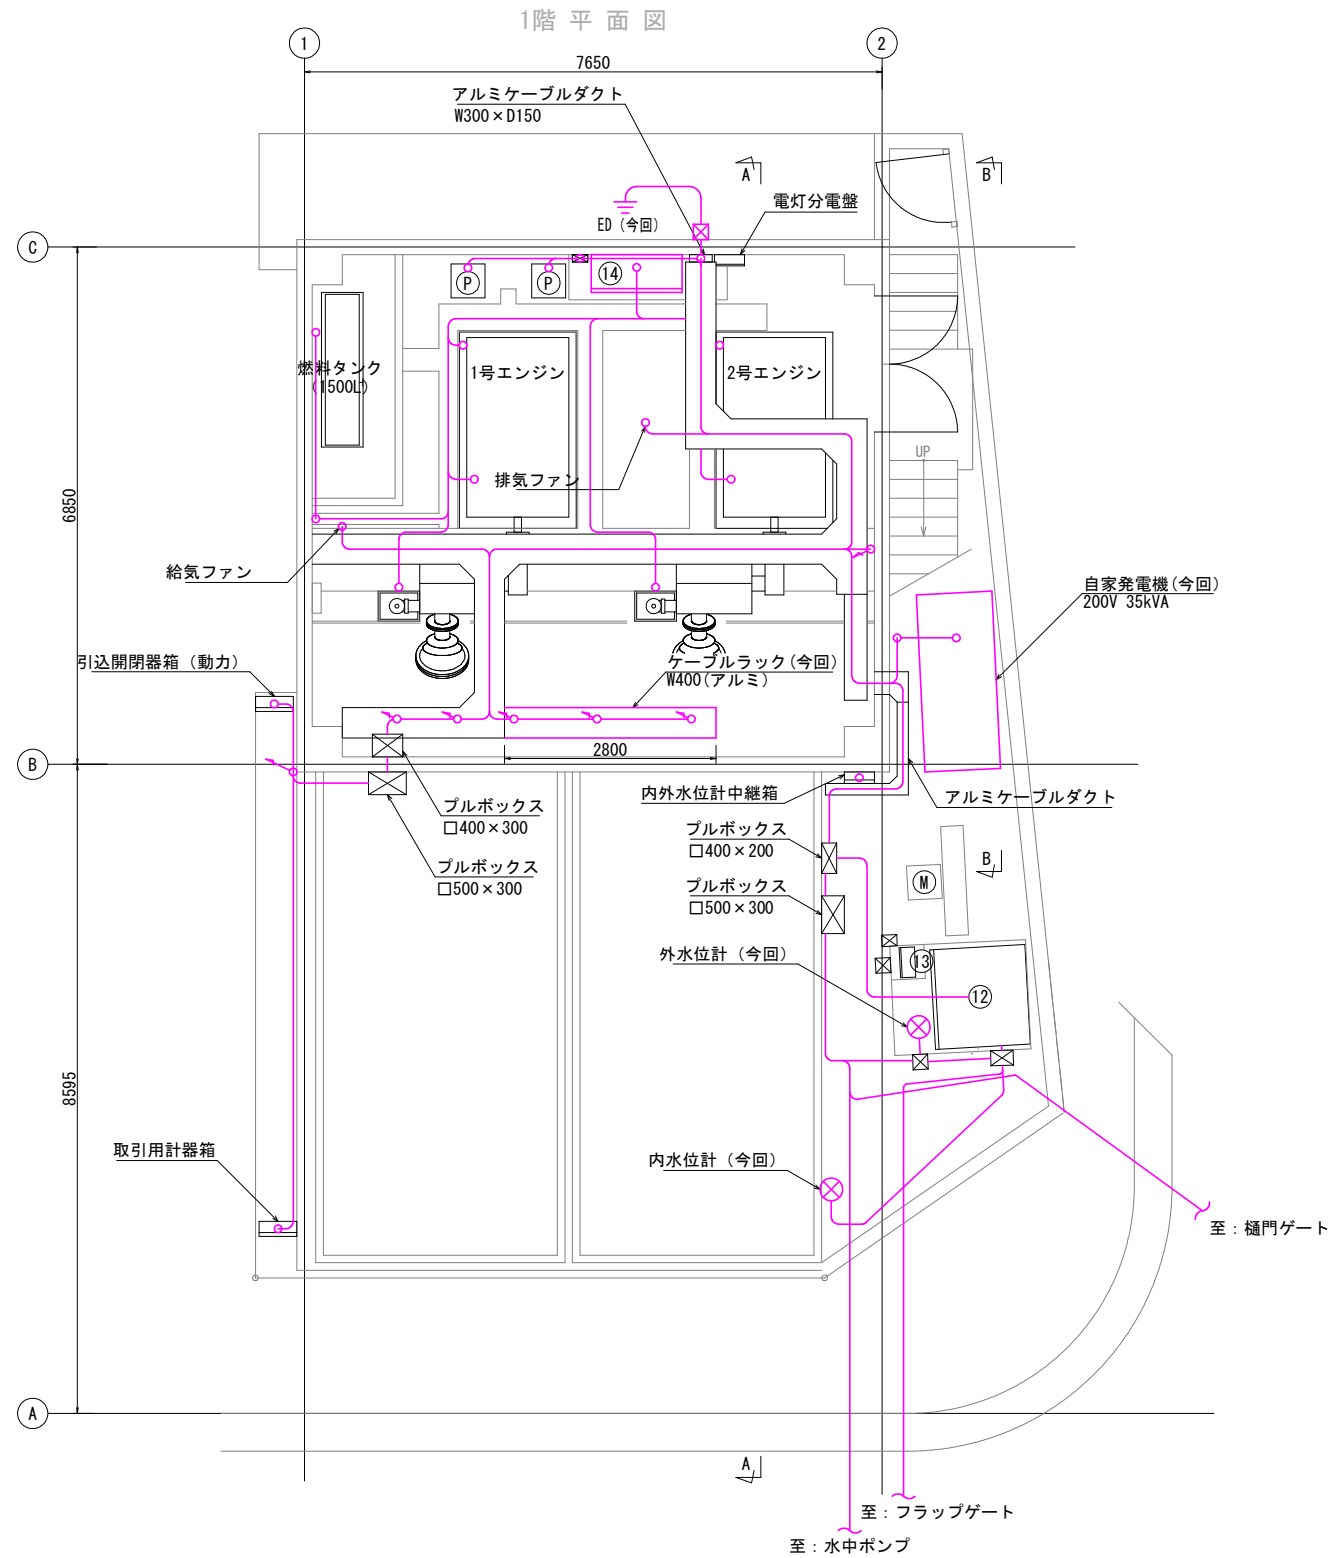 1階 平 面 図
1
2
7650
アルミケーブルダクト
W300×D150
A
B
電灯分電盤
ED（今回）
C
P
P
14
燃料タンク
(1500L)
1号エンジン
2号エンジン
排気ファン
UP
6850
給気ファン
自家発電機(今回)
200V 35kVA
引込開閉器箱（動力）
ケーブルラック(今回)
W400(アルミ)
2800
B
内外水位計中継箱
アルミケーブルダクト
プルボックス
□400×300
プルボックス
□400×200
プルボックス
□500×300
プルボックス
□500×300
B
M
外水位計（今回）
13
12
8595
取引用計器箱
内水位計（今回）
至：樋門ゲート
A
A
至：フラップゲート
至：水中ポンプ